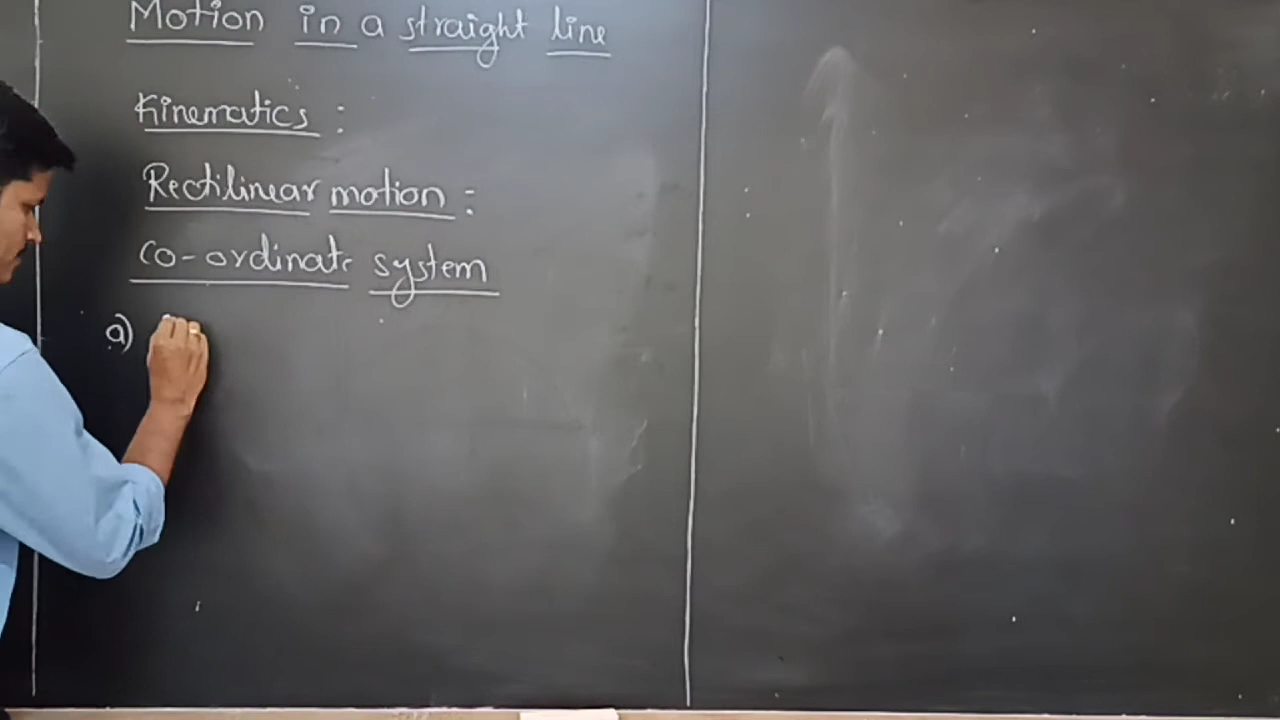 Motion in a straight line
Kinematics :
Rectilinear motion :
Co-ordinate system
a)